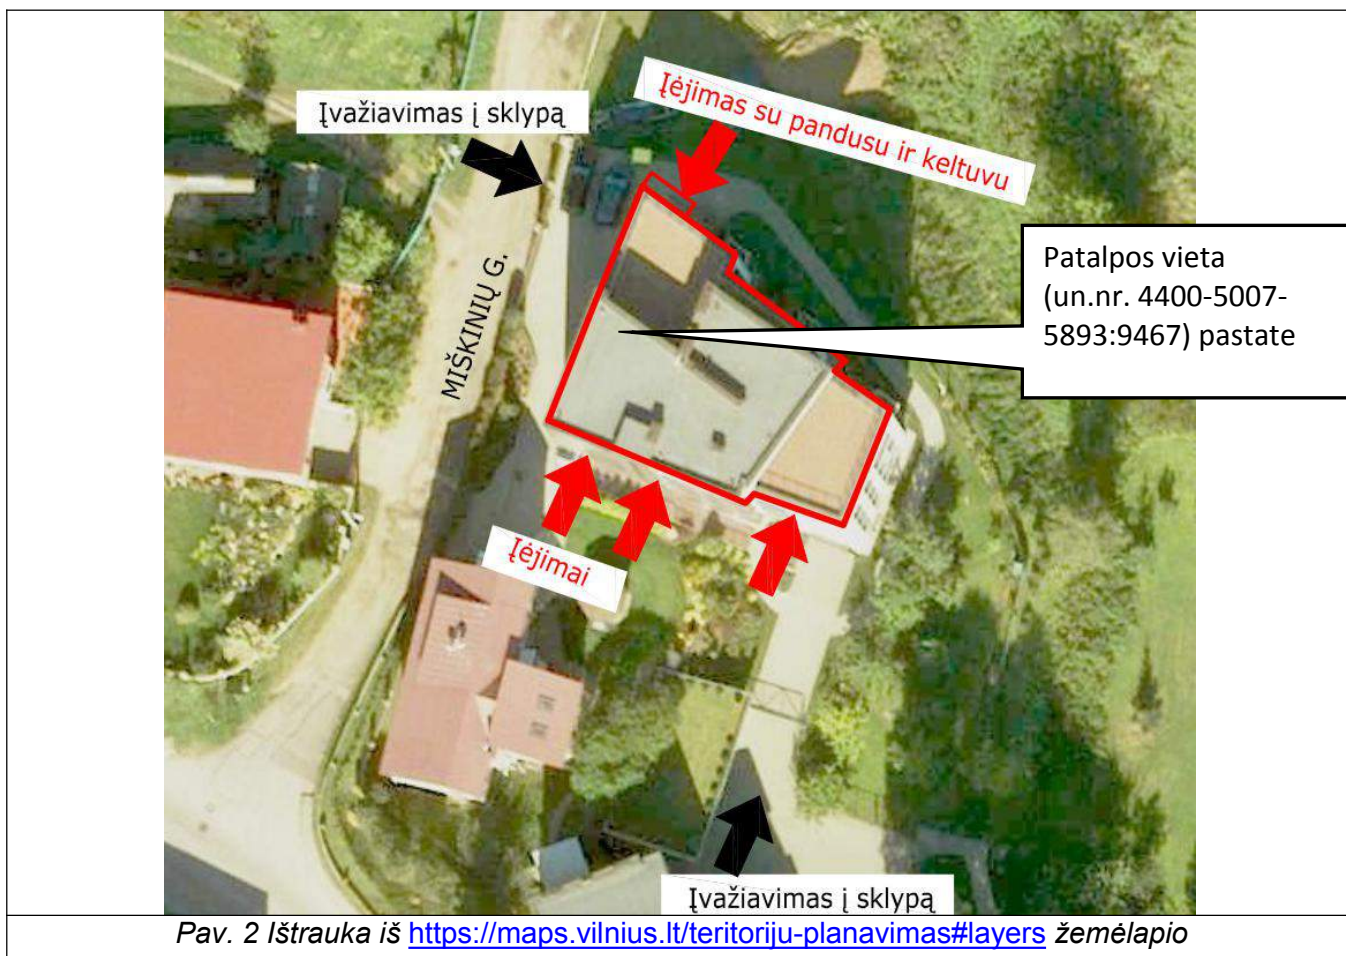 Įvažiavimas į sklypą
Įėjimas su pandusu ir keltuvu
Patalpos vieta
(un.nr. 4400-5007-
5893:9467) pastate
MIŠKINIŲ G.
Įėjimai
Įvažiavimas į sklypą
Pav. 2 Ištrauka iš https://maps.vilnius.lt/teritoriju-planavimas#layers žemėlapio